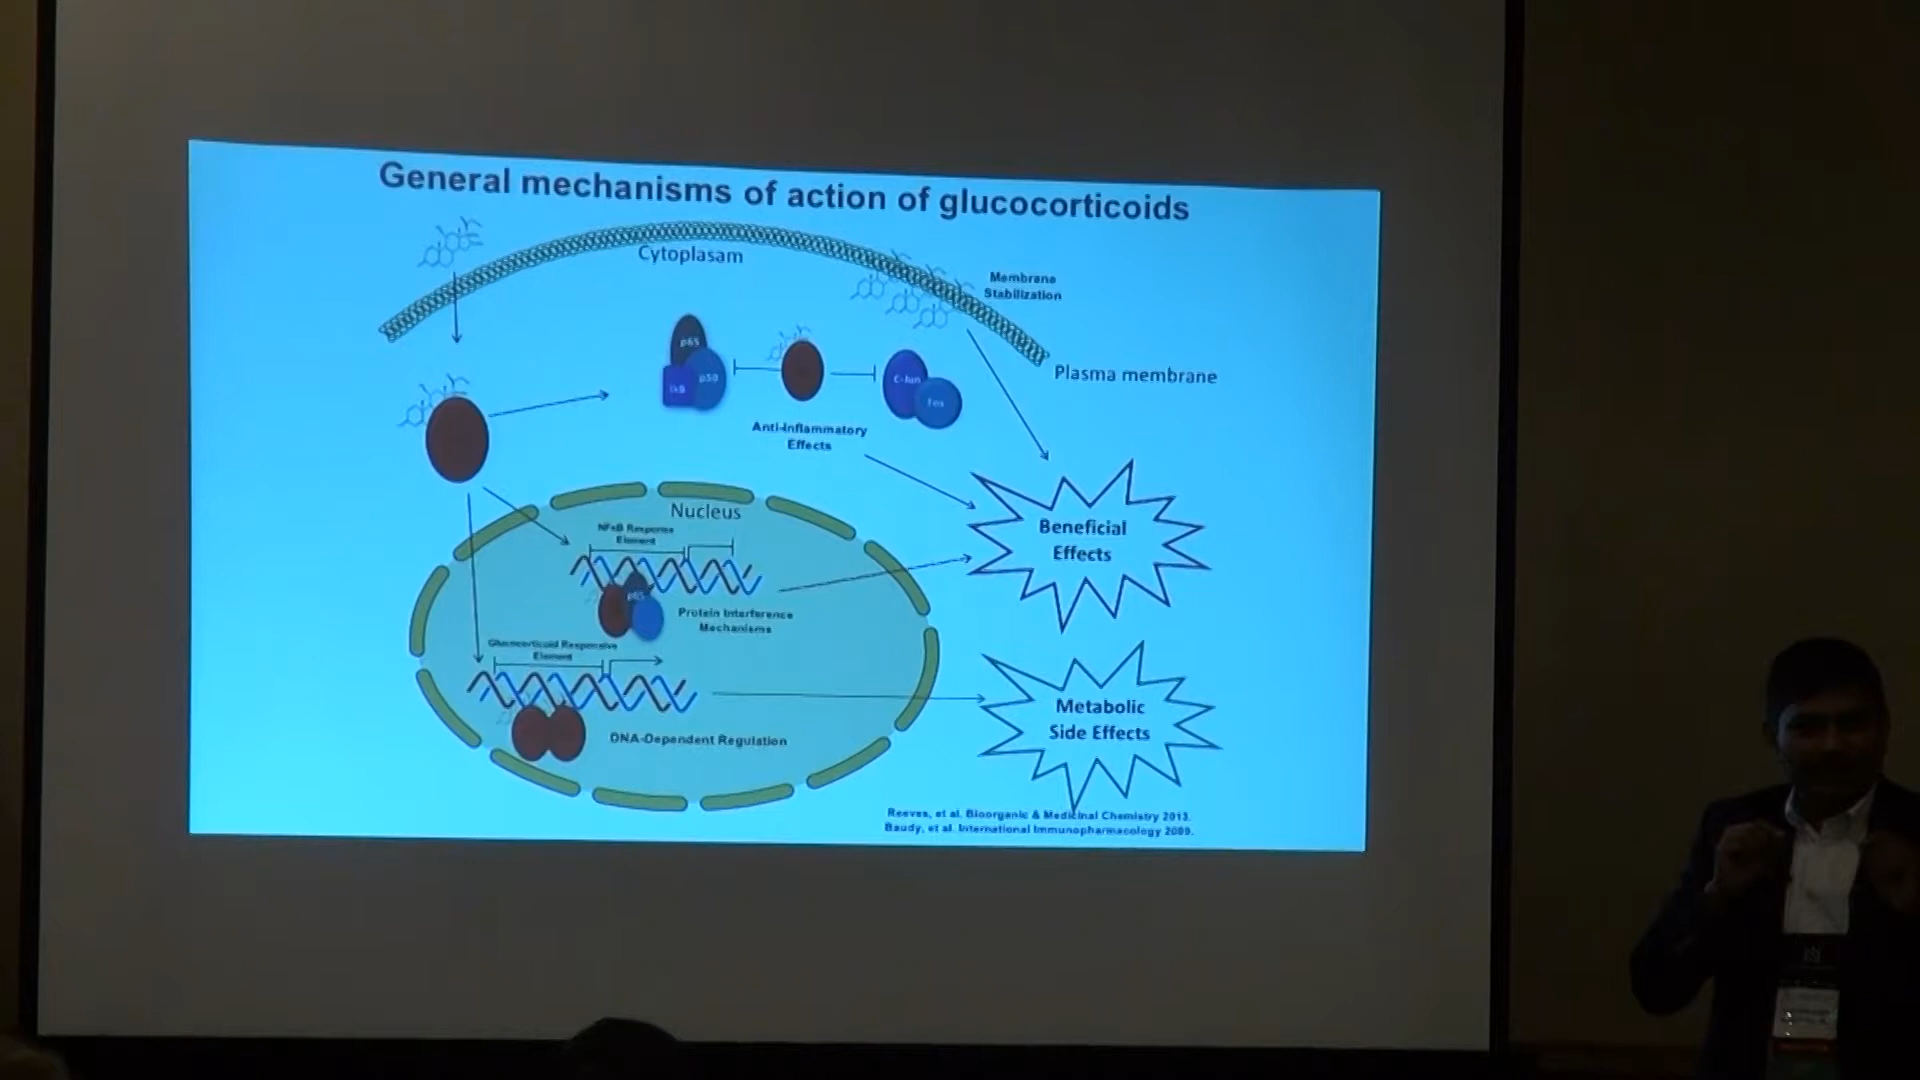 General mechanisms of action of glucocorticoids
Cytoplasam
Membrane
Stabilization
Plasma membrane
p65
p50
IkB
C-Jun
Fos
Anti-Inflammatory
Effects
Nucleus
NFκB Response
Element
p65
Protein Interference
Mechanisms
Glucocorticoid Responsive
Element
DNA-Dependent Regulation
Beneficial
Effects
Metabolic
Side Effects
Reeves, et al. Bioorganic & Medicinal Chemistry 2013.
Baudy, et al. International Immunopharmacology 2009.